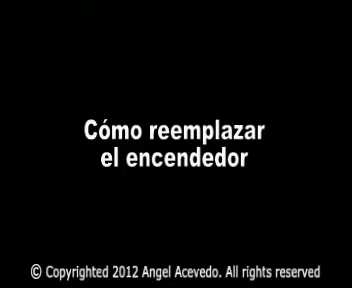 Cómo reemplazar
el encendedor
© Copyrighted 2012 Angel Acevedo. All rights reserved